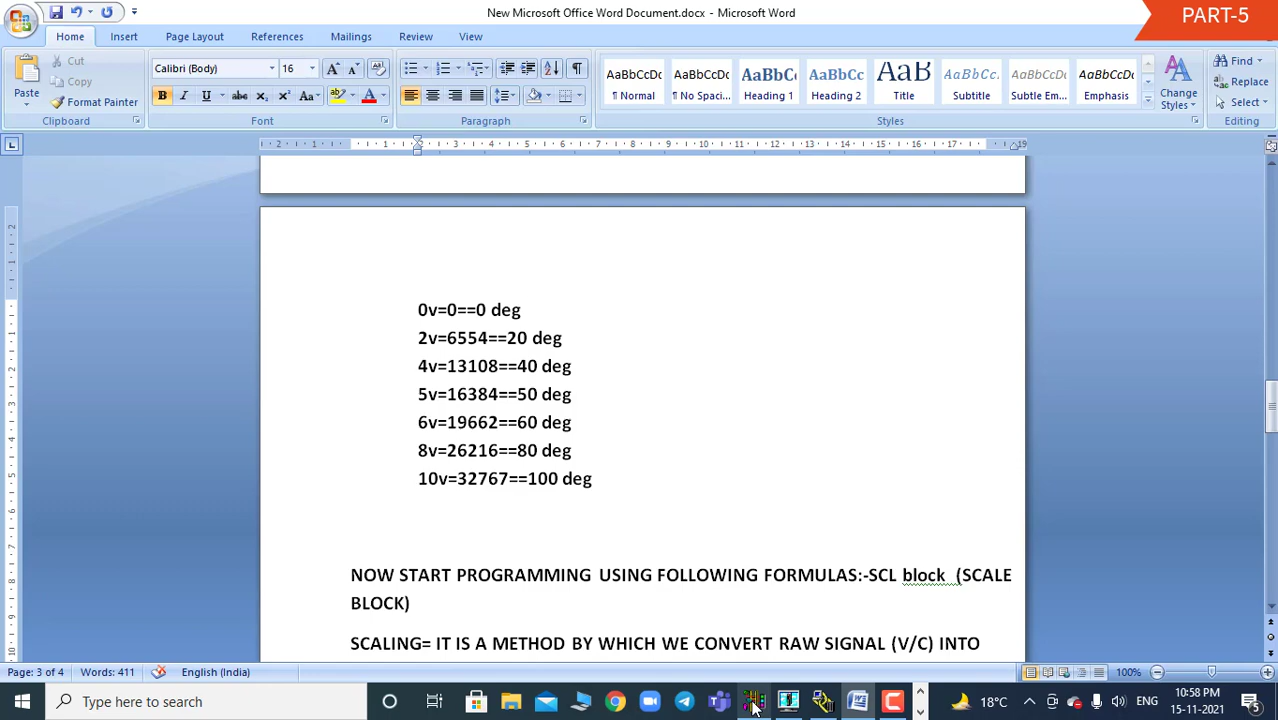 New Microsoft Office Word Document.docx - Microsoft Word
PART-5
Home Insert Page Layout References Mailings Review View
Paste
Cut
Copy
Format Painter
Clipboard
Calibri (Body) 16
B I U abc x₂ x² Aa
Font
Paragraph
AaBbCcDc AaBbCcDc AaBbC AaBbCc AaB AaBbCc. AaBbCcDc AaBbCcDc
¶ Normal ¶ No Spaci... Heading 1 Heading 2 Title Subtitle Subtle Em... Emphasis
Styles
Change
Styles
Find
Replace
Select
Editing
0v=0==0 deg
2v=6554==20 deg
4v=13108==40 deg
5v=16384==50 deg
6v=19662==60 deg
8v=26216==80 deg
10v=32767==100 deg
NOW START PROGRAMMING USING FOLLOWING FORMULAS:-SCL block (SCALE
BLOCK)
SCALING= IT IS A METHOD BY WHICH WE CONVERT RAW SIGNAL (V/C) INTO
Page: 3 of 4 Words: 411 English (India) 100%
Type here to search
18°C ENG 10:58 PM
15-11-2021
5